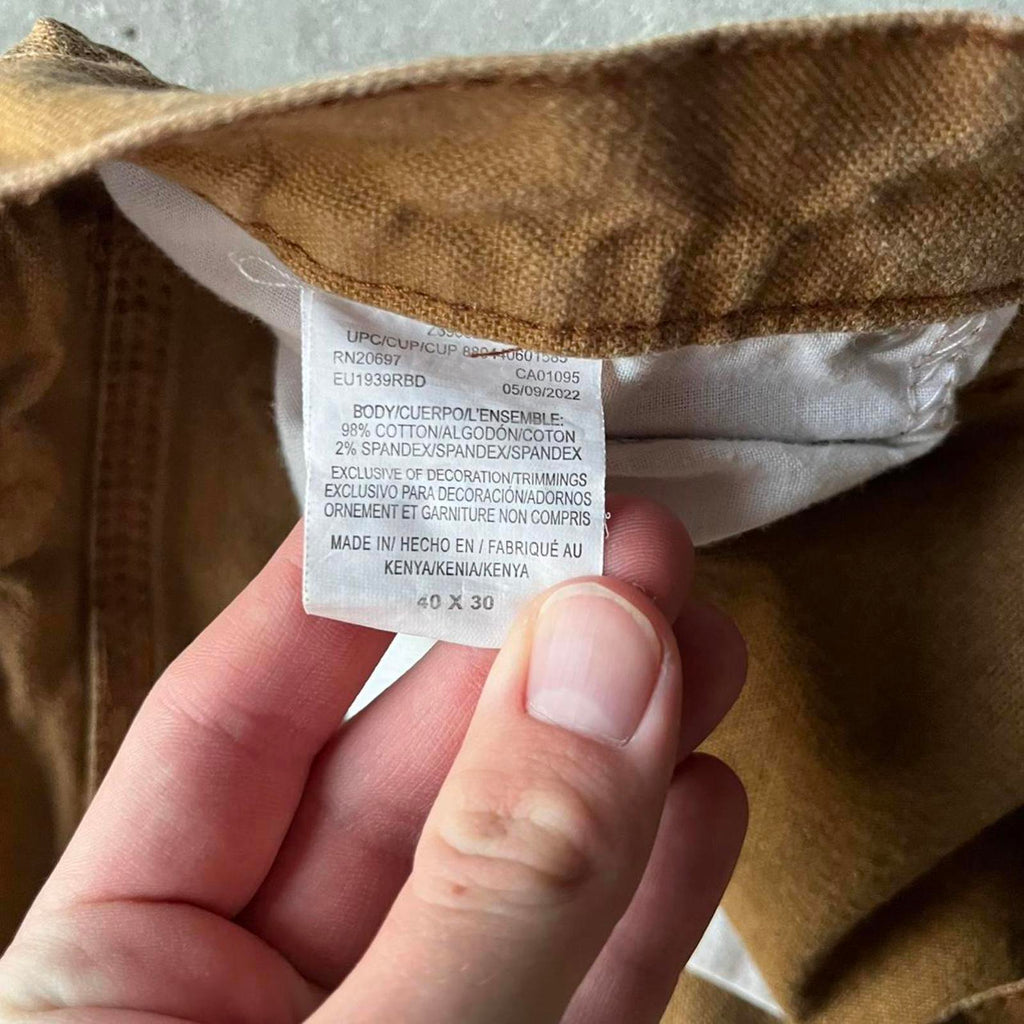 UPC/CUP/CUP
RN20697 CA01095
EU1939RBD 05/09/2022
BODY/CUERPO/L'ENSEMBLE:
98% COTTON/ALGODÓN/COTON
2% SPANDEX/SPANDEX/SPANDEX
EXCLUSIVE OF DECORATION/TRIMMINGS
EXCLUSIVO PARA DECORACIÓN/ADORNOS
ORNEMENT ET GARNITURE NON COMPRIS
MADE IN/ HECHO EN / FABRIQUÉ AU
KENYA/KENIA/KENYA
40 X 30